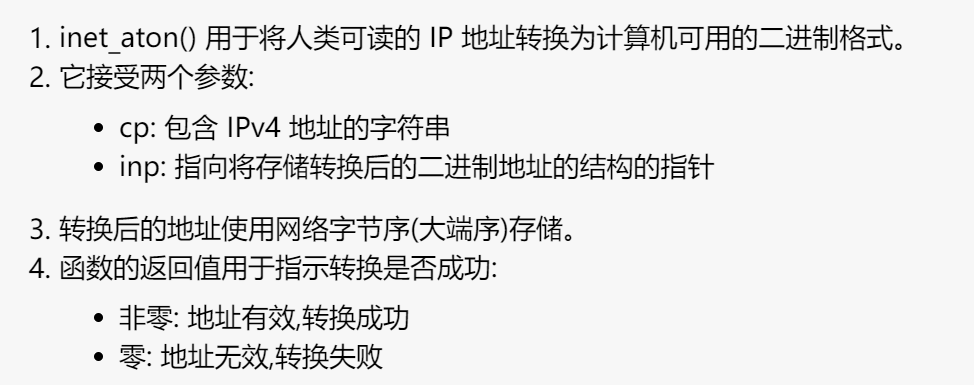 1. inet_aton() 用于将人类可读的 IP 地址转换为计算机可用的二进制格式。
2. 它接受两个参数:
• cp: 包含 IPv4 地址的字符串
• inp: 指向将存储转换后的二进制地址的结构的指针
3. 转换后的地址使用网络字节序(大端序)存储。
4. 函数的返回值用于指示转换是否成功:
• 非零: 地址有效,转换成功
• 零: 地址无效,转换失败